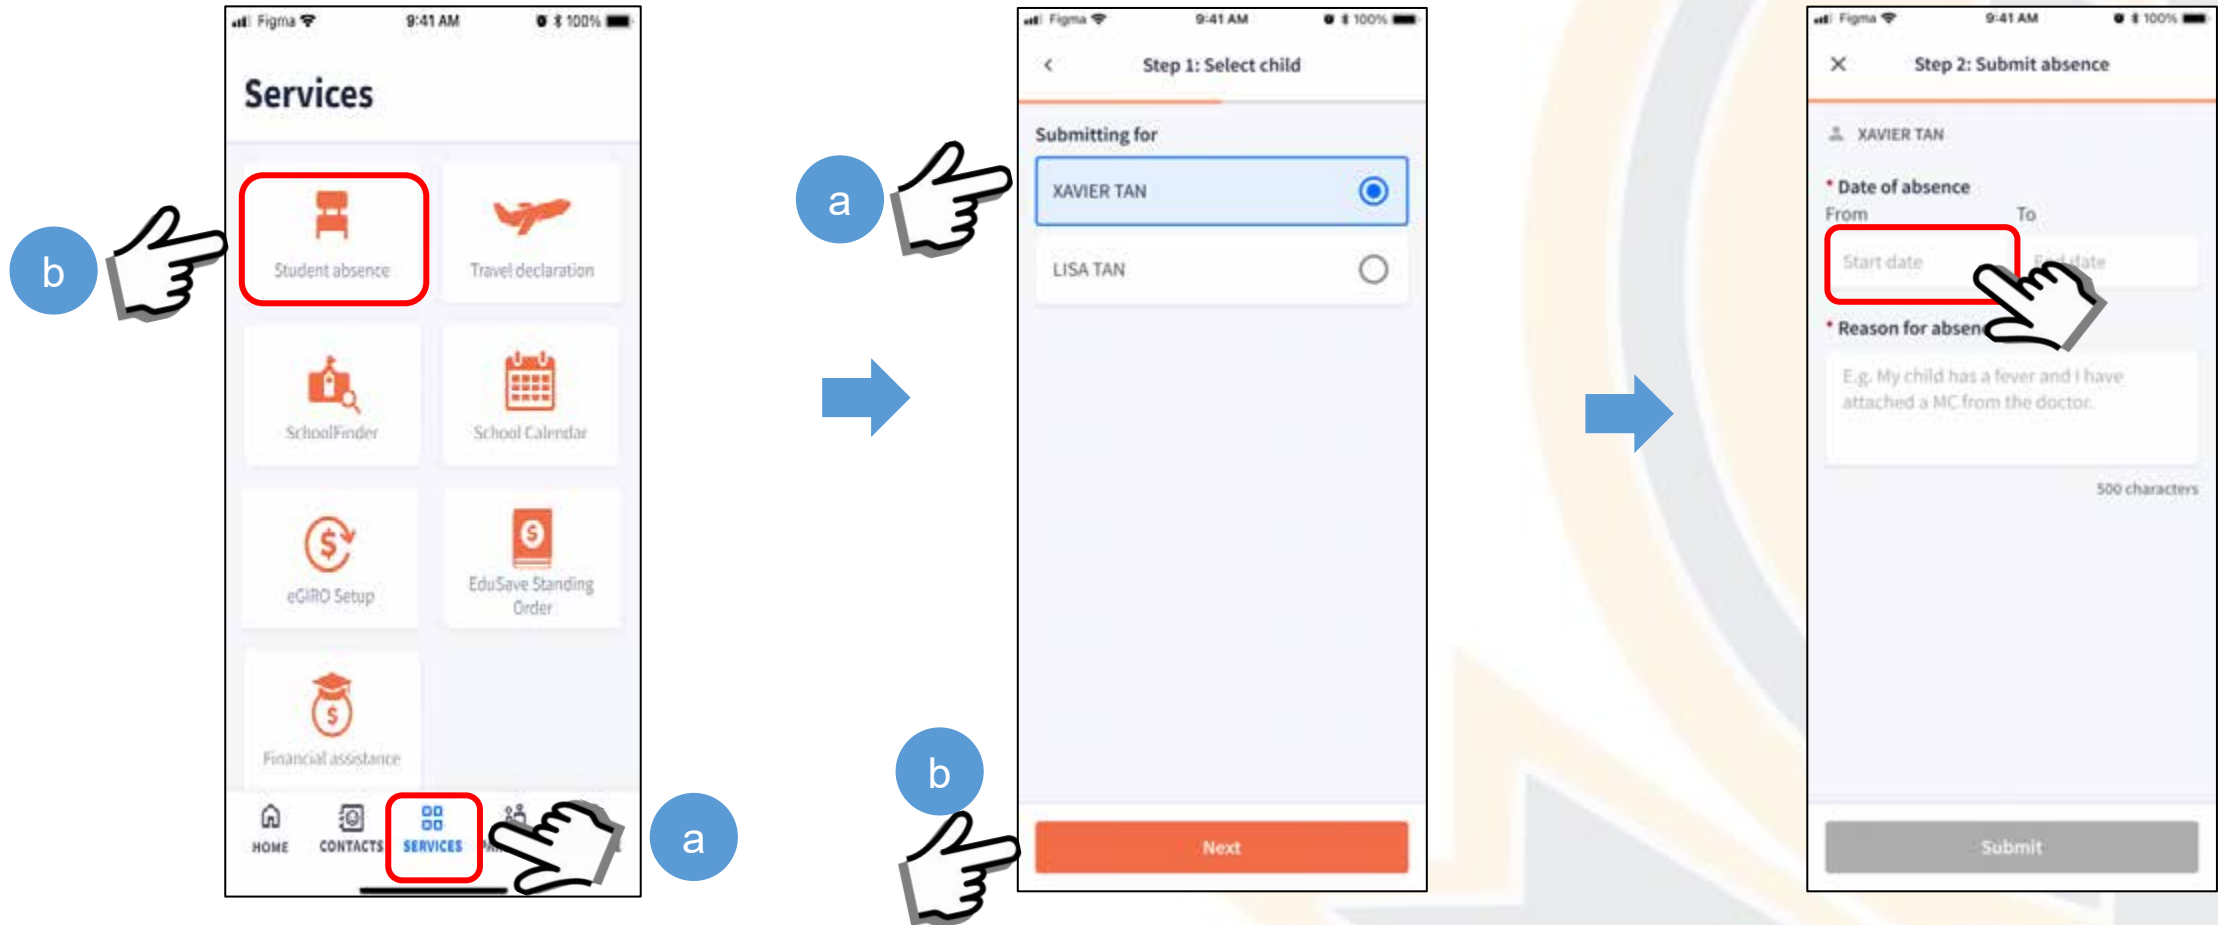 Figma 9:41 AM 100%
Services
Student absence
Travel declaration
SchoolFinder
School Calendar
eGIRO Setup
EduSave Standing
Order
Financial assistance
HOME CONTACTS SERVICES
b
a
Figma 9:41 AM 100%
Step 1: Select child
Submitting for
XAVIER TAN
LISA TAN
Next
a
b
Figma 9:41 AM 100%
Step 2: Submit absence
XAVIER TAN
* Date of absence
From To
Start date End date
* Reason for absen
E.g. My child has a fever and I have
attached a MC from the doctor.
500 characters
Submit